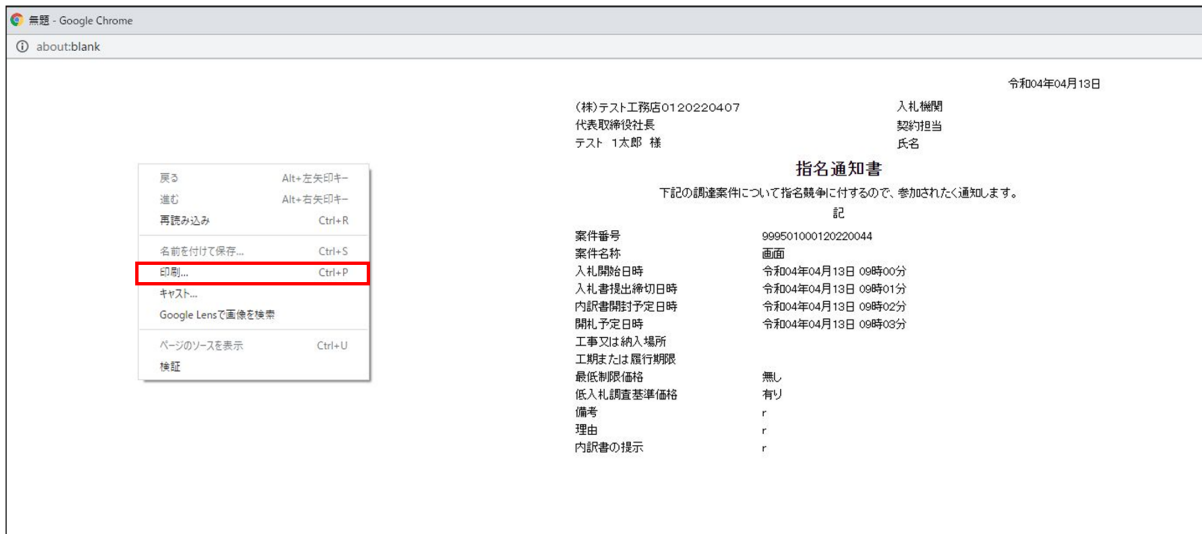 無題 - Google Chrome
about:blank
令和04年04月13日
(株)テスト工務店0120220407 入札機関
代表取締役社長 契約担当
テスト 1太郎 様 氏名
指名通知書
下記の調達案件について指名競争に付するので、参加されたく通知します。
記
案件番号 999501000120220044
案件名称 画面
入札開始日時 令和04年04月13日 09時00分
入札書提出締切日時 令和04年04月13日 09時01分
内訳書開封予定日時 令和04年04月13日 09時02分
開札予定日時 令和04年04月13日 09時03分
工事又は納入場所
工期または履行期限
最低制限価格 無し
低入札調査基準価格 有り
備考 r
理由 r
内訳書の提示 r
戻る Alt+左矢印キー
進む Alt+右矢印キー
再読み込み Ctrl+R
名前を付けて保存... Ctrl+S
印刷... Ctrl+P
キャスト...
Google Lensで画像を検索
ページのソースを表示 Ctrl+U
検証